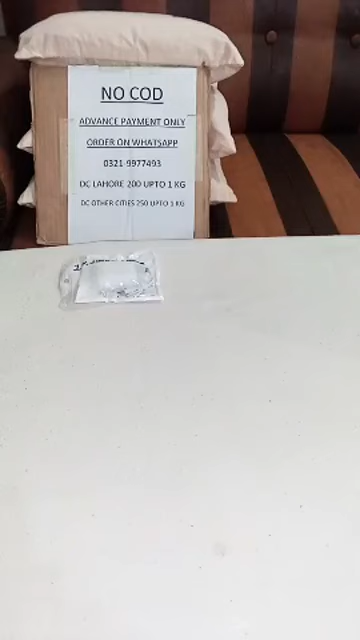 NO COD
ADVANCE PAYMENT ONLY
ORDER ON WHATSAPP
0321-9977493
DC LAHORE 200 UPTO 1 KG
DC OTHER CITIES 250 UPTO 1 KG